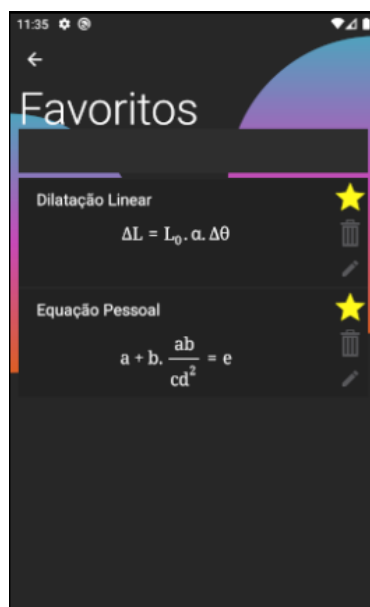 11:35
Favoritos
Dilatação Linear
ΔL = L₀. α. Δθ
Equação Pessoal
a + b. ab/cd² = e